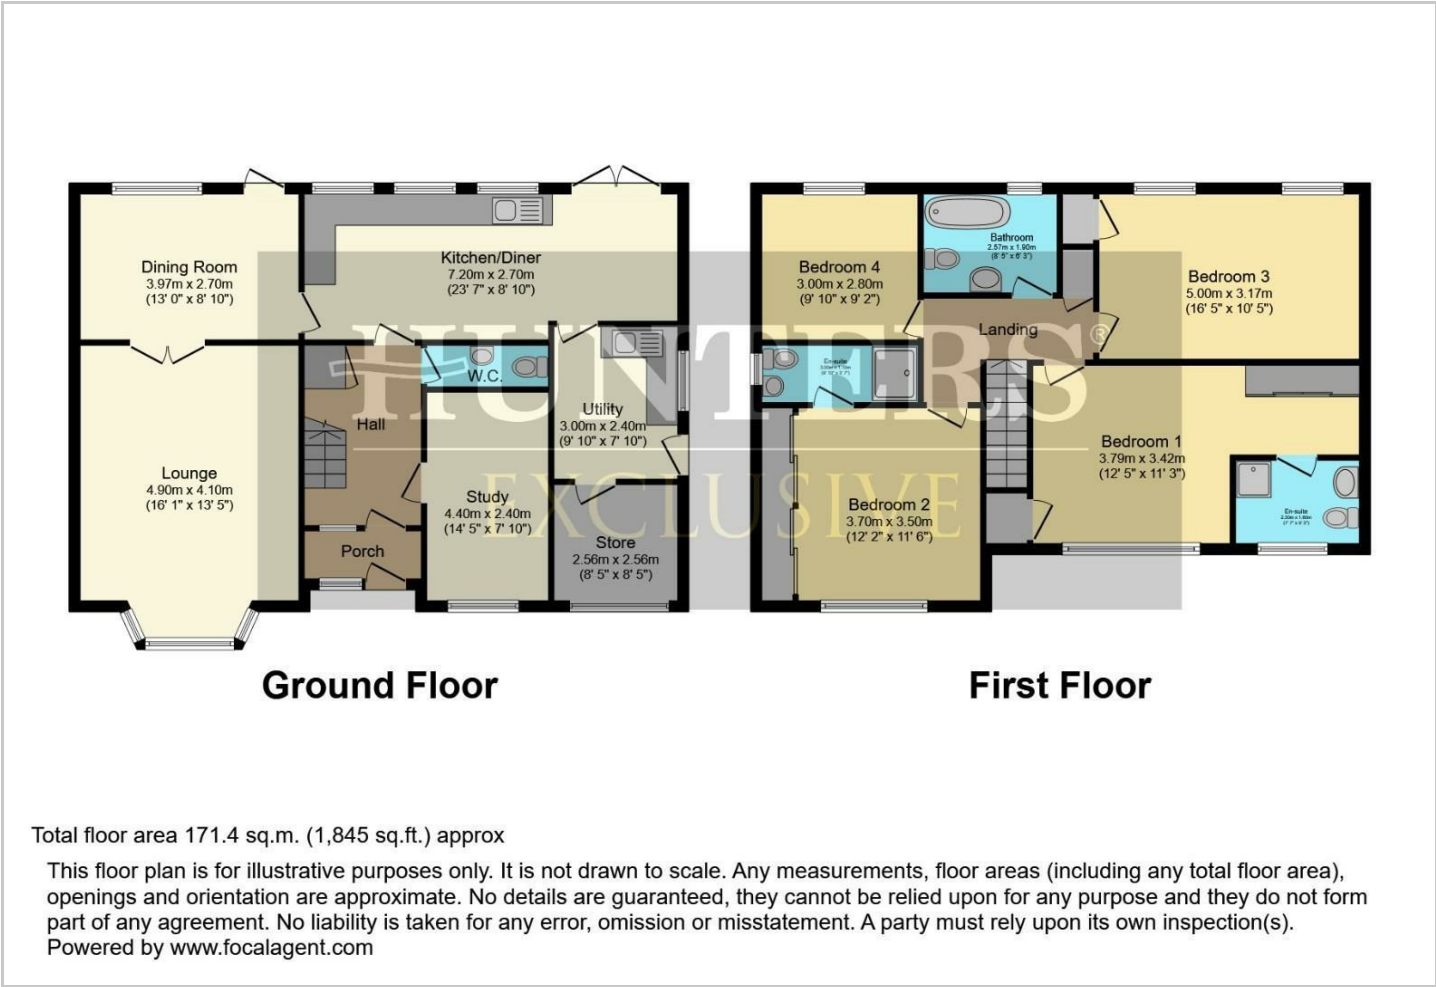 Dining Room
3.97m x 2.70m
(13' 0" x 8' 10")
Kitchen/Diner
7.20m x 2.70m
(23' 7" x 8' 10")
W.C.
Hall
Utility
3.00m x 2.40m
(9' 10" x 7' 10")
Lounge
4.90m x 4.10m
(16' 1" x 13' 5")
Study
4.40m x 2.40m
(14' 5" x 7' 10")
Porch
Store
2.56m x 2.56m
(8' 5" x 8' 5")
Ground Floor
Bedroom 4
3.00m x 2.80m
(9' 10" x 9' 2")
Bathroom
2.57m x 1.90m
(8' 5" x 6' 3")
Bedroom 3
5.00m x 3.17m
(16' 5" x 10' 5")
Landing
En-suite
Bedroom 1
3.79m x 3.42m
(12' 5" x 11' 3")
Bedroom 2
3.70m x 3.50m
(12' 2" x 11' 6")
En-suite
First Floor
HUNTERS®
EXCLUSIVE
Total floor area 171.4 sq.m. (1,845 sq.ft.) approx
This floor plan is for illustrative purposes only. It is not drawn to scale. Any measurements, floor areas (including any total floor area),
openings and orientation are approximate. No details are guaranteed, they cannot be relied upon for any purpose and they do not form
part of any agreement. No liability is taken for any error, omission or misstatement. A party must rely upon its own inspection(s).
Powered by www.focalagent.com